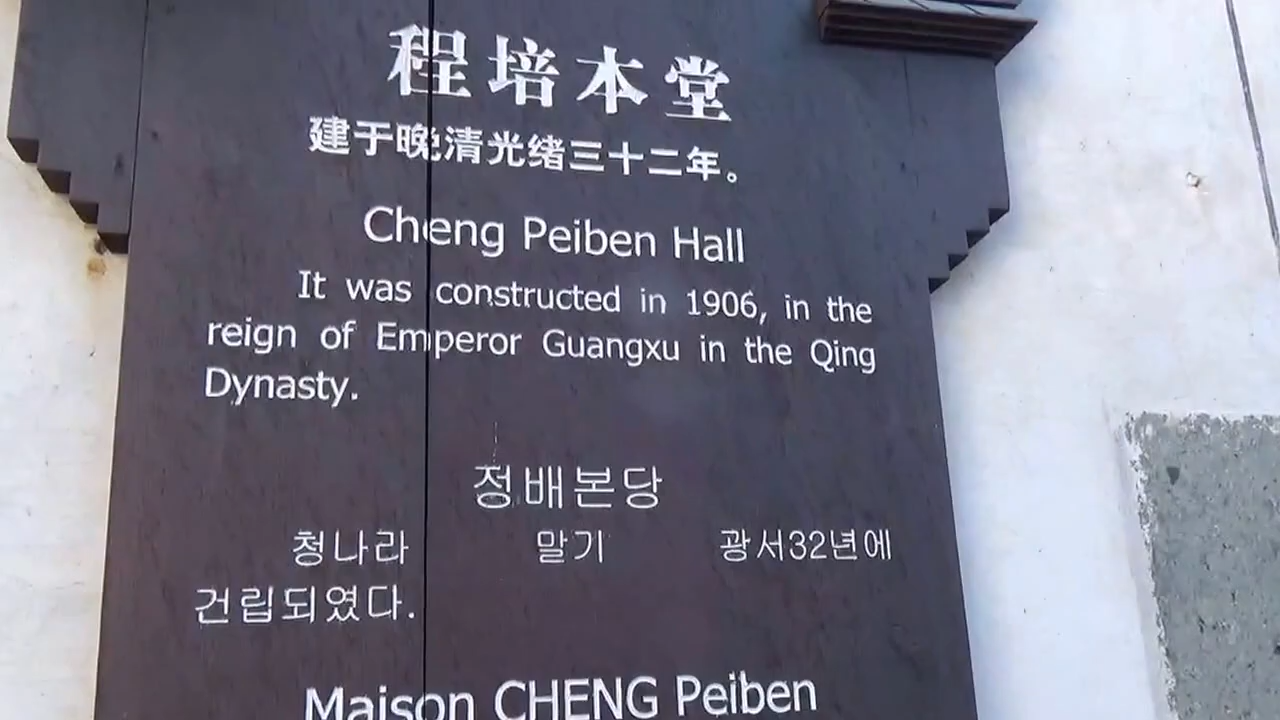 程培本堂
建于晚清光绪三十二年。
Cheng Peiben Hall
It was constructed in 1906, in the
reign of Emperor Guangxu in the Qing
Dynasty.
정배본당
청나라 말기 광서32년에
건립되였다.
Maison CHENG Peiben